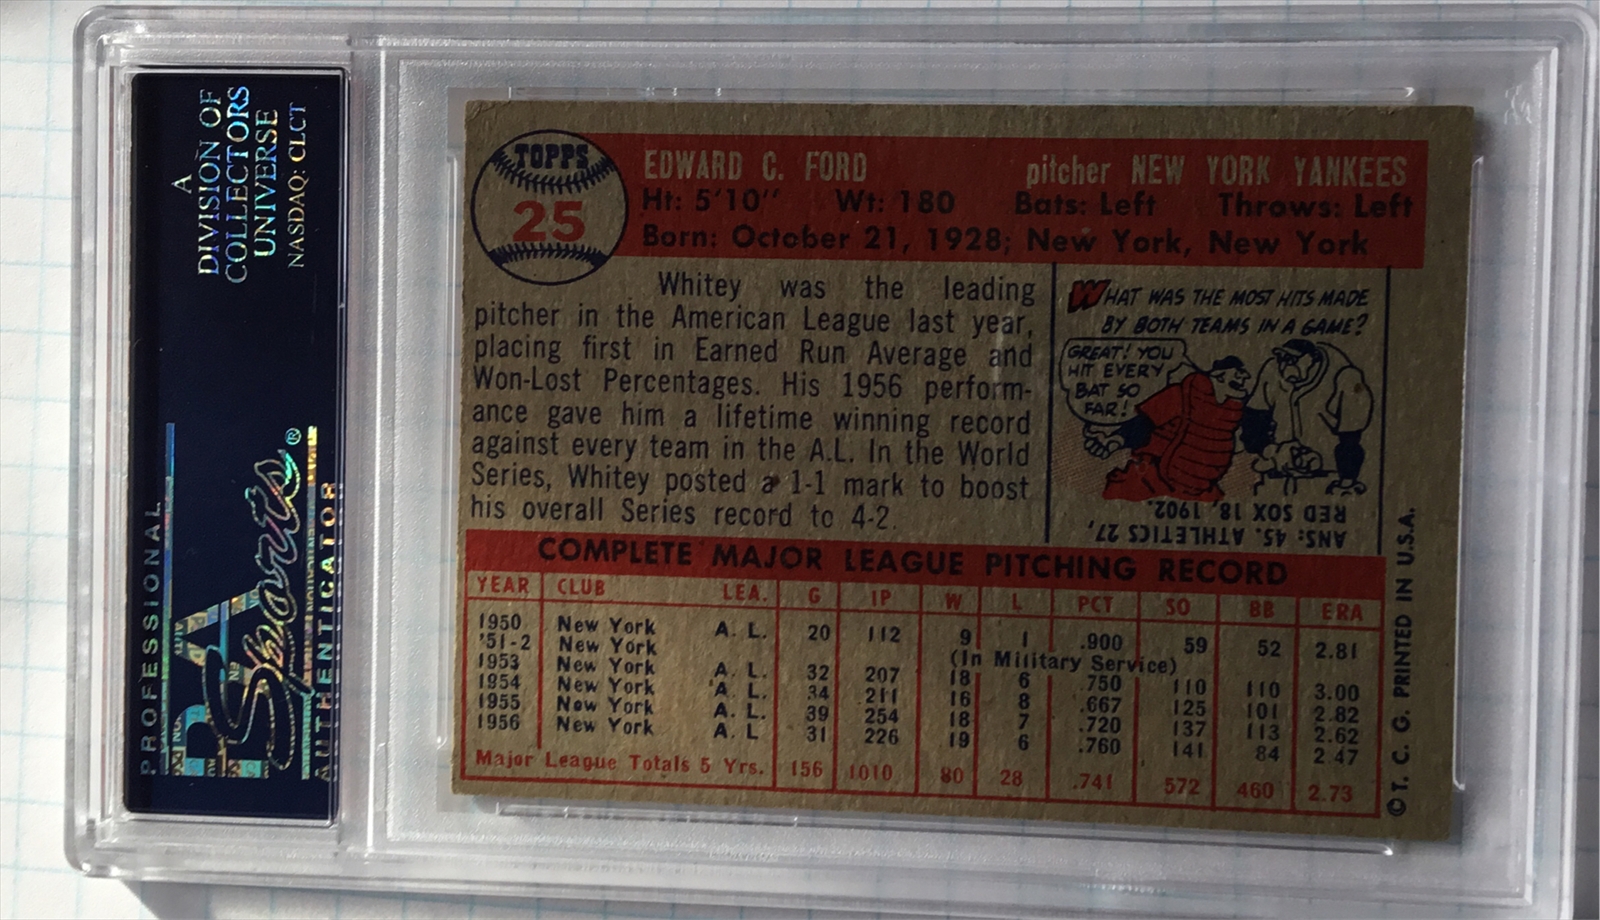 A
DIVISION OF
COLLECTORS
UNIVERSE
NASDAQ: CLCT
PROFESSIONAL
PSA
Sports®
AUTHENTICATOR
TOPPS
25
EDWARD C. FORD pitcher NEW YORK YANKEES
Ht: 5'10" Wt: 180 Bats: Left Throws: Left
Born: October 21, 1928; New York, New York
Whitey was the leading
pitcher in the American League last year,
placing first in Earned Run Average and
Won-Lost Percentages. His 1956 perform-
ance gave him a lifetime winning record
against every team in the A.L. In the World
Series, Whitey posted a 1-1 mark to boost
his overall Series record to 4-2.
WHAT WAS THE MOST HITS MADE
BY BOTH TEAMS IN A GAME?
GREAT! YOU
HIT EVERY
BAT SO
FAR!
ANS: 45. ATHLETICS 27,
RED SOX 18, 1902.
COMPLETE MAJOR LEAGUE PITCHING RECORD
YEAR CLUB LEA. G IP W L PCT SO BB ERA
1950 New York A. L. 20 112 9 1 .900 59 52 2.81
'51-2 New York (In Military Service)
1953 New York A. L. 32 207 18 6 .750 110 110 3.00
1954 New York A. L. 34 211 16 8 .667 125 101 2.82
1955 New York A. L. 39 254 18 7 .720 137 113 2.62
1956 New York A. L 31 226 19 6 .760 141 84 2.47
Major League Totals 5 Yrs. 156 1010 80 28 .741 572 460 2.73
© T. C. G. PRINTED IN U.S.A.